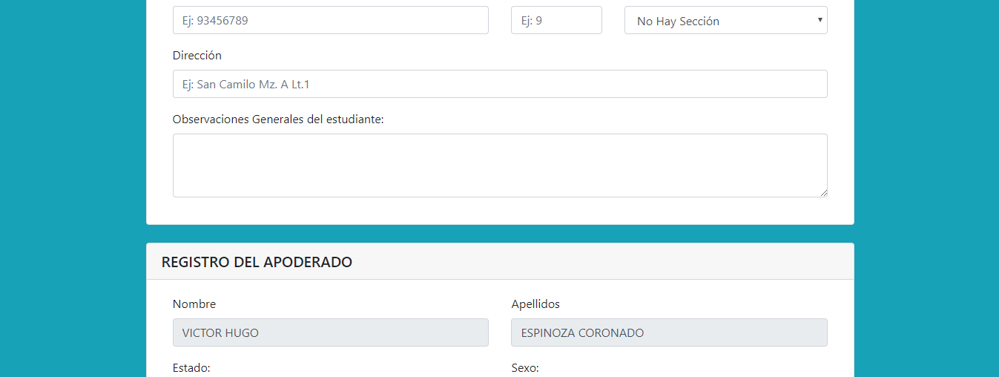 Ej: 93456789 Ej: 9 No Hay Sección
Dirección
Ej: San Camilo Mz. A Lt.1
Observaciones Generales del estudiante:
REGISTRO DEL APODERADO
Nombre Apellidos
VICTOR HUGO ESPINOZA CORONADO
Estado: Sexo: